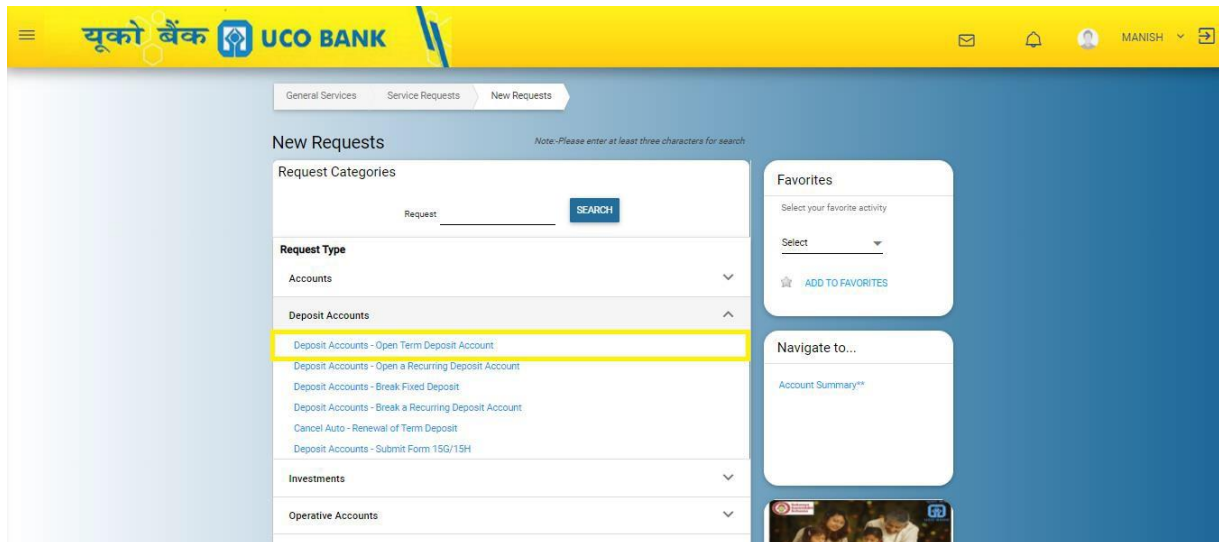 यूको बैंक UCO BANK
MANISH
General Services Service Requests New Requests
New Requests
Note:-Please enter at least three characters for search
Request Categories
Request
SEARCH
Request Type
Accounts
Deposit Accounts
Deposit Accounts - Open Term Deposit Account
Deposit Accounts - Open a Recurring Deposit Account
Deposit Accounts - Break Fixed Deposit
Deposit Accounts - Break a Recurring Deposit Account
Cancel Auto - Renewal of Term Deposit
Deposit Accounts - Submit Form 15G/15H
Investments
Operative Accounts
Favorites
Select your favorite activity
Select
ADD TO FAVORITES
Navigate to...
Account Summary**